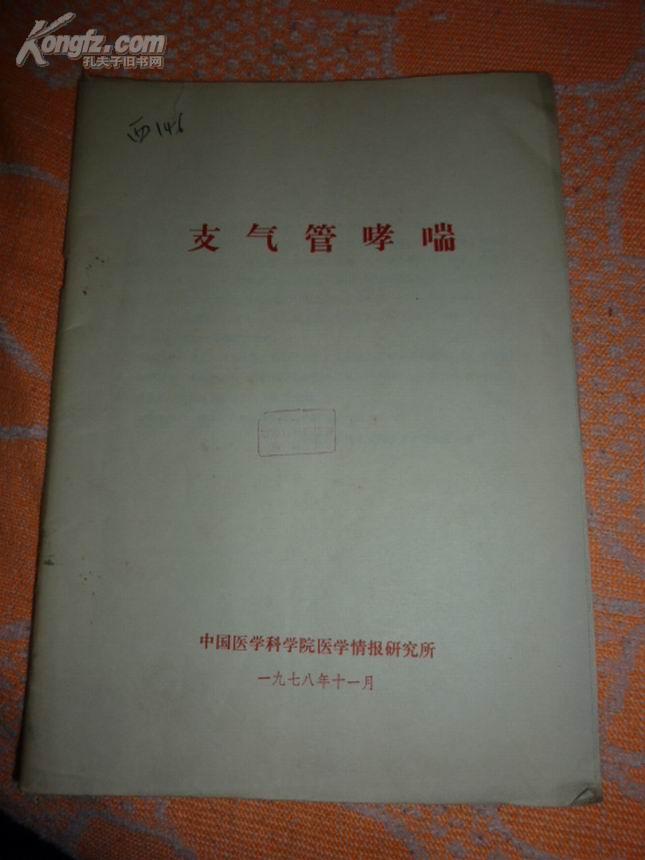 Kongfz.com
孔夫子旧书网
西146
支气管哮喘
中国医学科学院医学情报研究所
一九七八年十一月